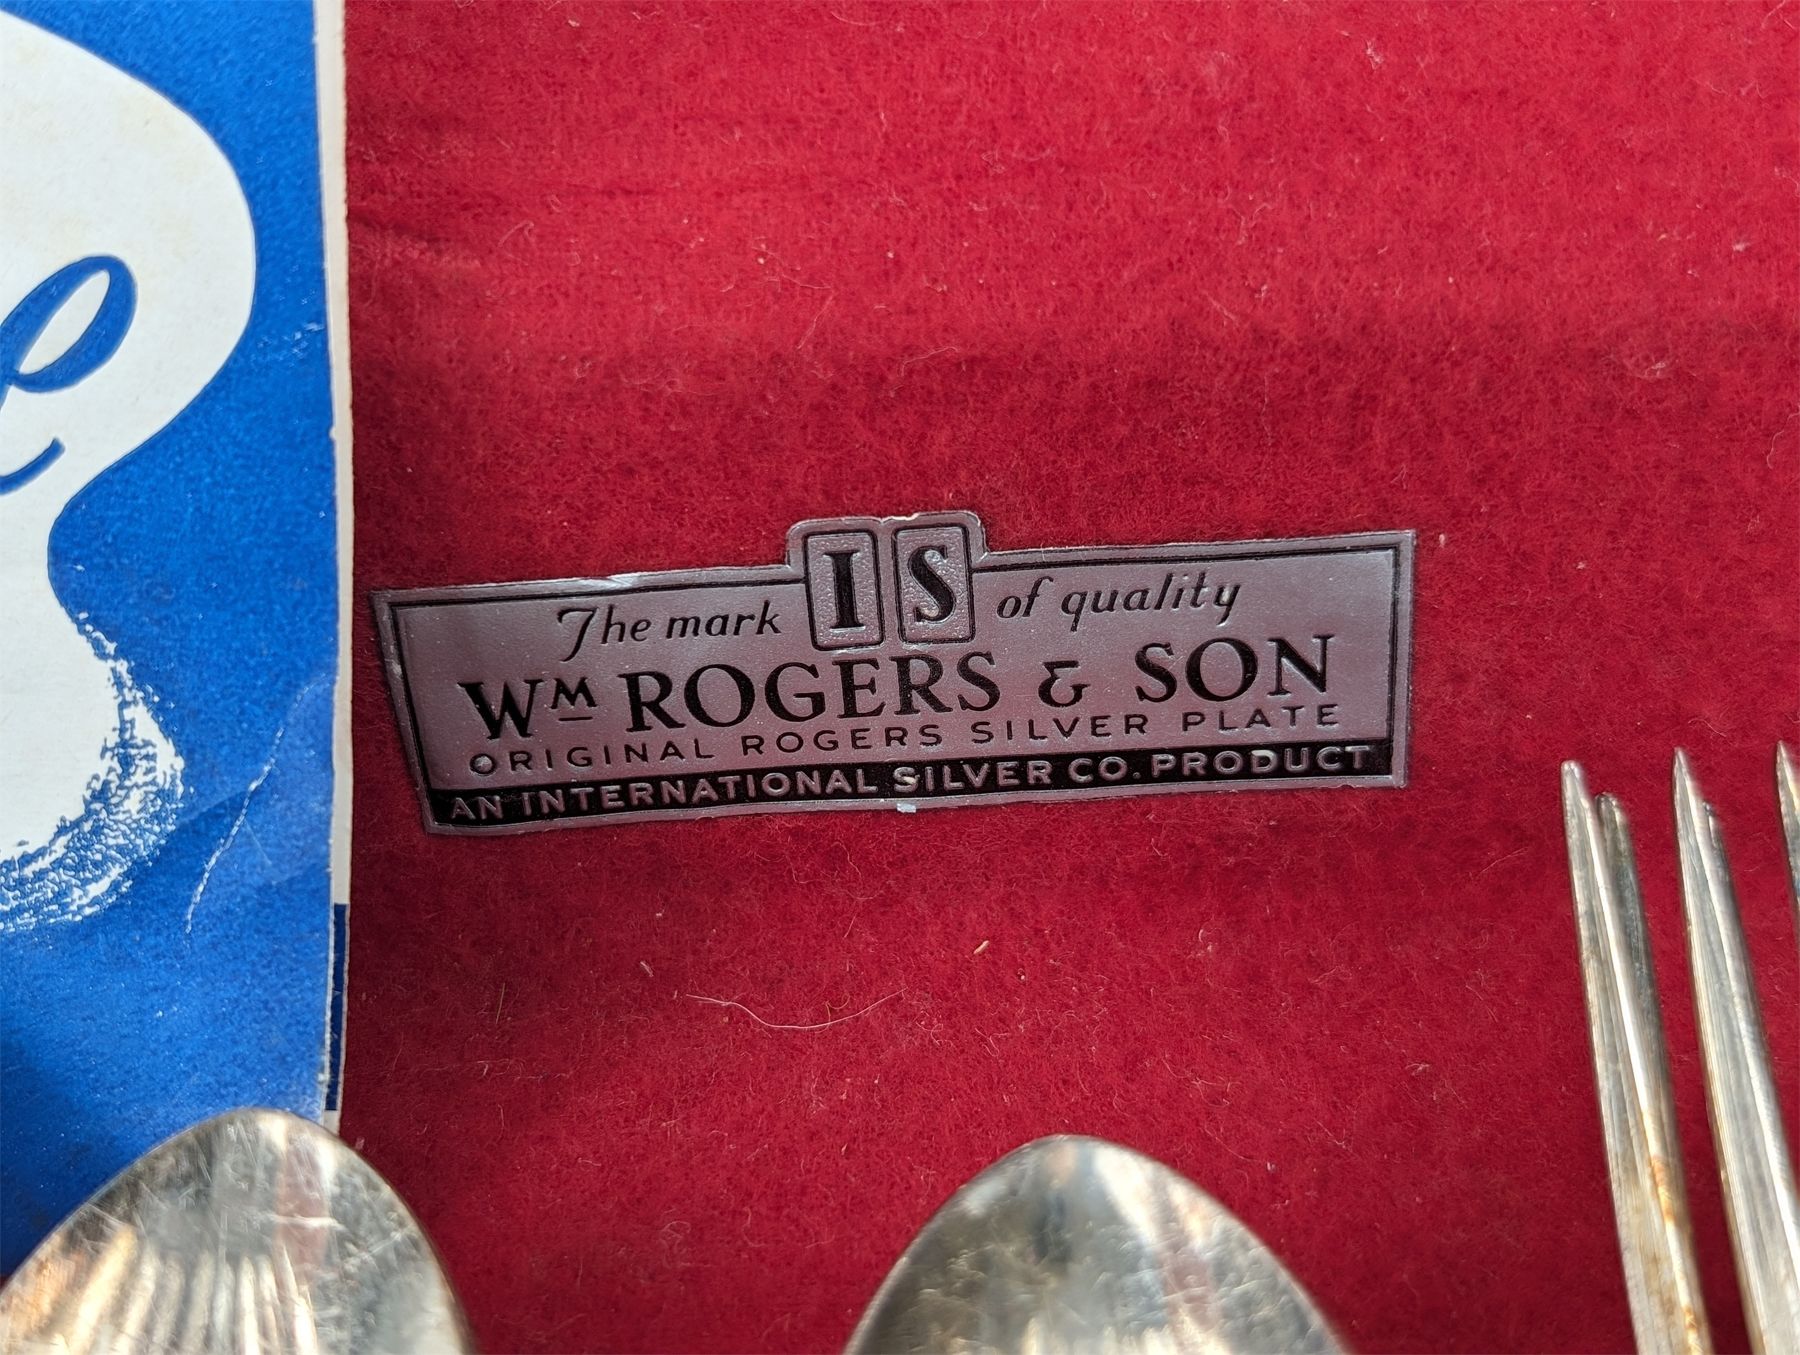 The mark IS of quality
WM ROGERS & SON
ORIGINAL ROGERS SILVER PLATE
AN INTERNATIONAL SILVER CO. PRODUCT